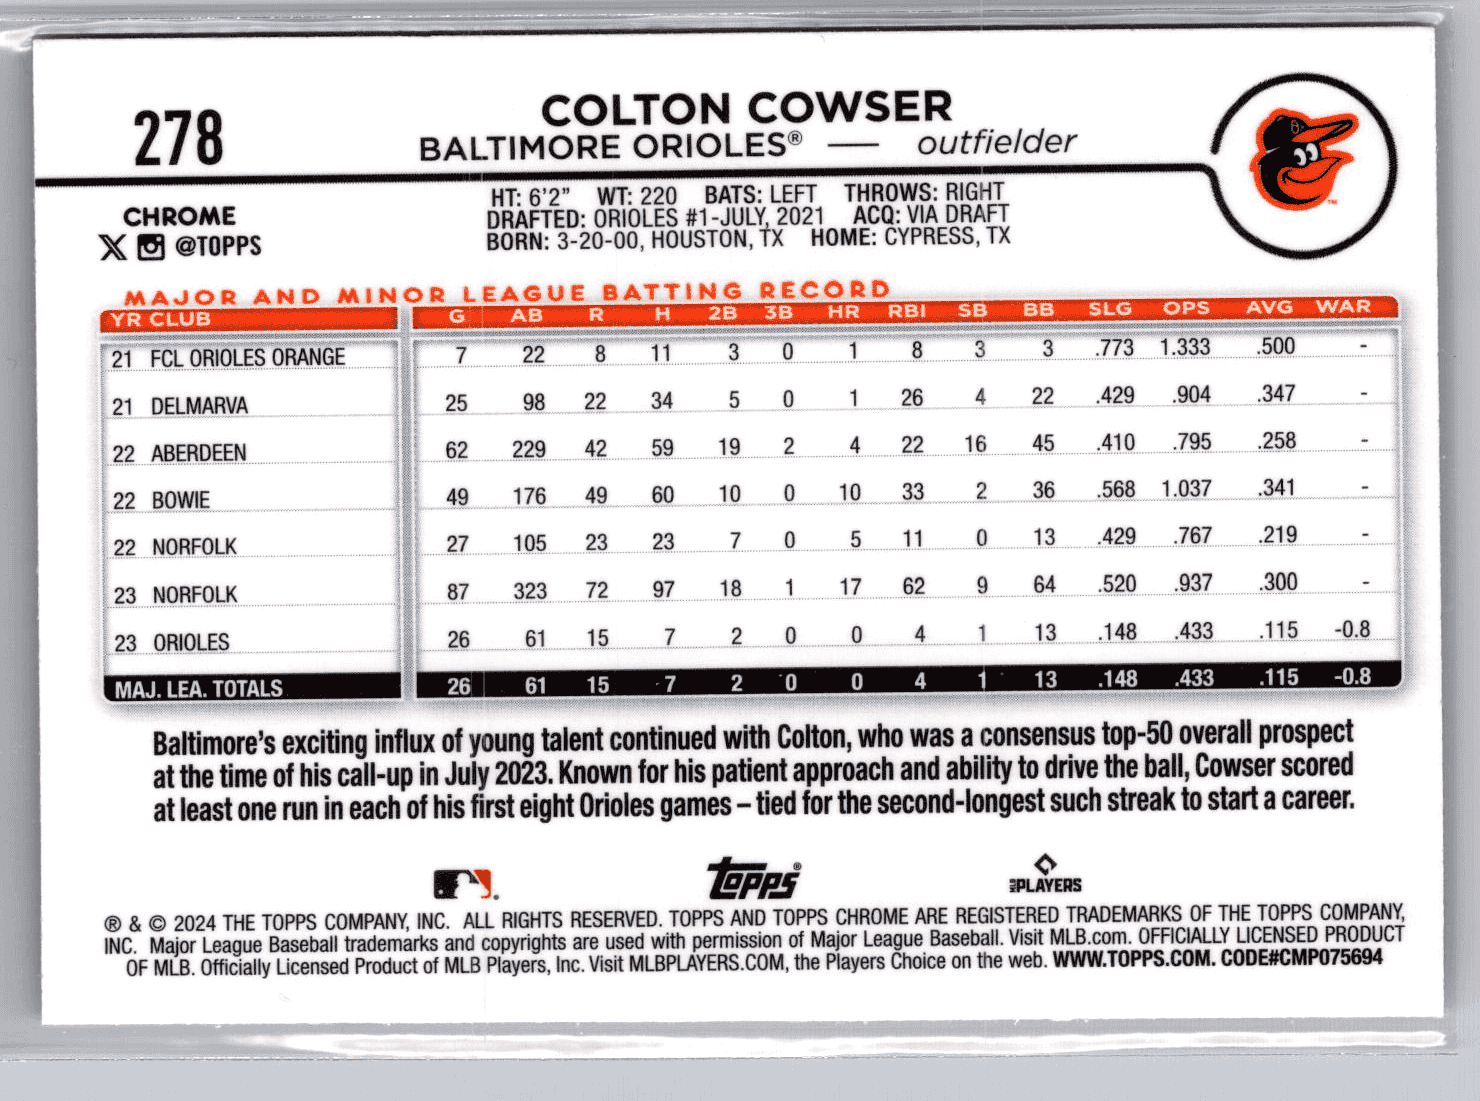 278
COLTON COWSER
BALTIMORE ORIOLES® — outfielder
CHROME
@TOPPS
HT: 6'2" WT: 220 BATS: LEFT THROWS: RIGHT
DRAFTED: ORIOLES #1-JULY, 2021 ACQ: VIA DRAFT
BORN: 3-20-00, HOUSTON, TX HOME: CYPRESS, TX
MAJOR AND MINOR LEAGUE BATTING RECORD
YR CLUB G AB R H 2B 3B HR RBI SB BB SLG OPS AVG WAR
21 FCL ORIOLES ORANGE 7 22 8 11 3 0 1 8 3 3 .773 1.333 .500 -
21 DELMARVA 25 98 22 34 5 0 1 26 4 22 .429 .904 .347 -
22 ABERDEEN 62 229 42 59 19 2 4 22 16 45 .410 .795 .258 -
22 BOWIE 49 176 49 60 10 0 10 33 2 36 .568 1.037 .341 -
22 NORFOLK 27 105 23 23 7 0 5 11 0 13 .429 .767 .219 -
23 NORFOLK 87 323 72 97 18 1 17 62 9 64 .520 .937 .300 -
23 ORIOLES 26 61 15 7 2 0 0 4 1 13 .148 .433 .115 -0.8
MAJ. LEA. TOTALS 26 61 15 7 2 0 0 4 1 13 .148 .433 .115 -0.8
Baltimore's exciting influx of young talent continued with Colton, who was a consensus top-50 overall prospect
at the time of his call-up in July 2023. Known for his patient approach and ability to drive the ball, Cowser scored
at least one run in each of his first eight Orioles games – tied for the second-longest such streak to start a career.
Topps®
MLB PLAYERS
® & © 2024 THE TOPPS COMPANY, INC. ALL RIGHTS RESERVED. TOPPS AND TOPPS CHROME ARE REGISTERED TRADEMARKS OF THE TOPPS COMPANY,
INC. Major League Baseball trademarks and copyrights are used with permission of Major League Baseball. Visit MLB.com. OFFICIALLY LICENSED PRODUCT
OF MLB. Officially Licensed Product of MLB Players, Inc. Visit MLBPLAYERS.COM, the Players Choice on the web. WWW.TOPPS.COM. CODE#CMP075694